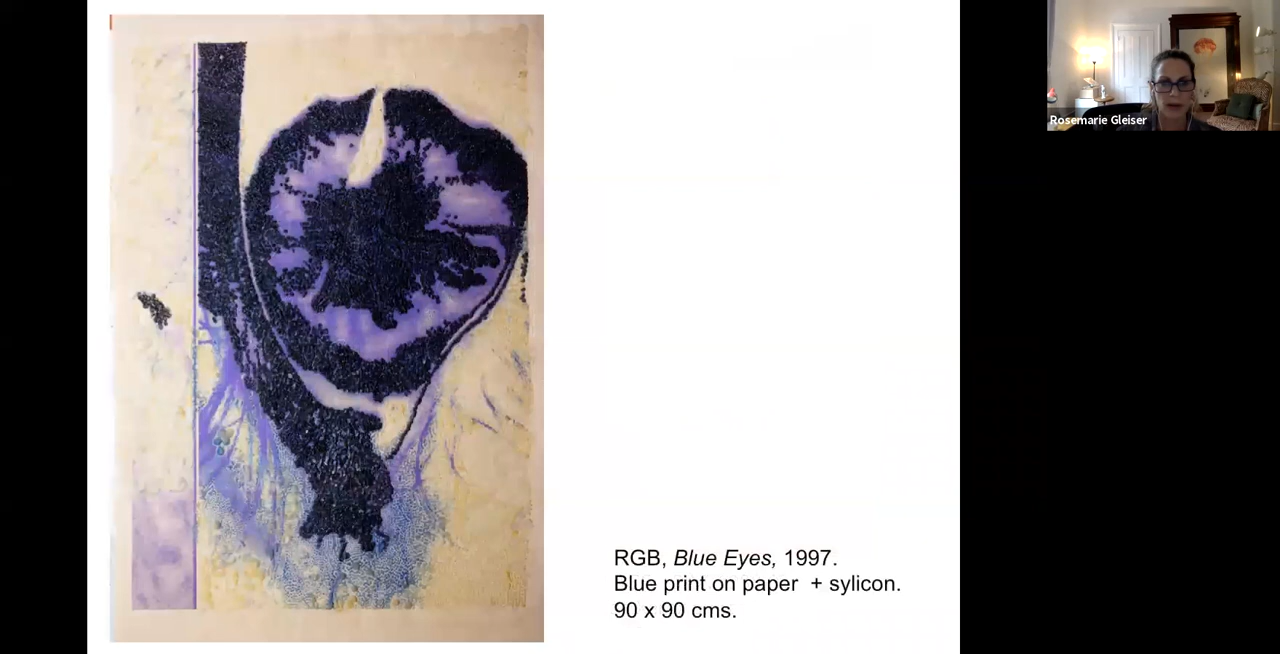 Rosemarie Gleiser
RGB, Blue Eyes, 1997.
Blue print on paper + sylicon.
90 x 90 cms.